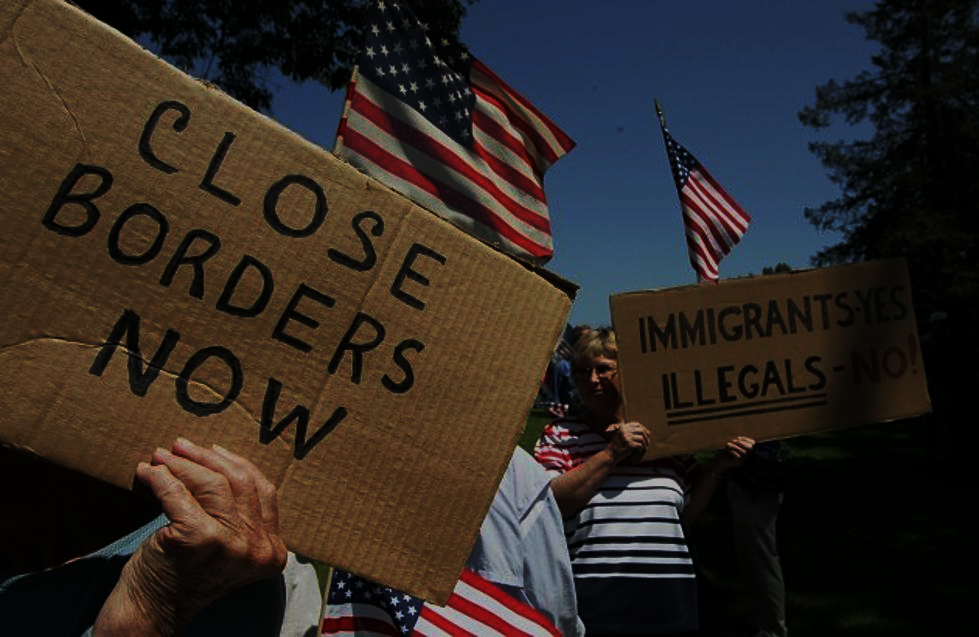 CLOSE
BORDERS
NOW
IMMIGRANTS-YES
ILLEGALS-NO!